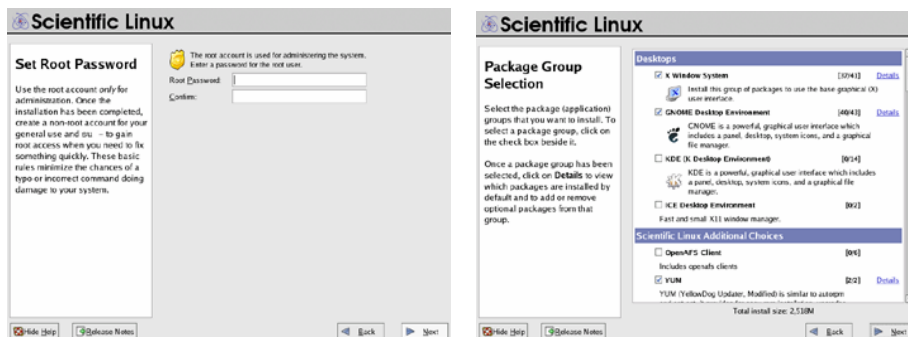 Scientific Linux
Set Root Password
Use the root account only for
administration. Once the
installation has been completed,
create a non-root account for your
general use and su - to gain
root access when you need to fix
something quickly. These basic
rules minimize the chances of a
typo or incorrect command doing
damage to your system.
The root account is used for administering the system.
Enter a password for the root user.
Root Password:
Confirm:
Hide Help
Release Notes
Back
Next
Scientific Linux
Package Group
Selection
Select the package (application)
groups that you want to install. To
select a package group, click on
the check box beside it.
Once a package group has been
selected, click on Details to view
which packages are installed by
default and to add or remove
optional packages from that
group.
Desktops
X Window System [37/41] Details
Install this group of packages to use the base graphical (X)
user interface.
GNOME Desktop Environment [40/43] Details
GNOME is a powerful, graphical user interface which
includes a panel, desktop, system icons, and a graphical
file manager.
KDE (K Desktop Environment) [0/14]
KDE is a powerful, graphical user interface which includes
a panel, desktop, system icons, and a graphical file
manager.
ICE Desktop Environment [0/2]
Fast and small X11 window manager.
Scientific Linux Additional Choices
OpenAFS Client [0/6]
Includes openafs clients
YUM [2/2] Details
YUM (YellowDog Updater, Modified) is similar to autorpm
Total install size: 2,518M
Hide Help
Release Notes
Back
Next